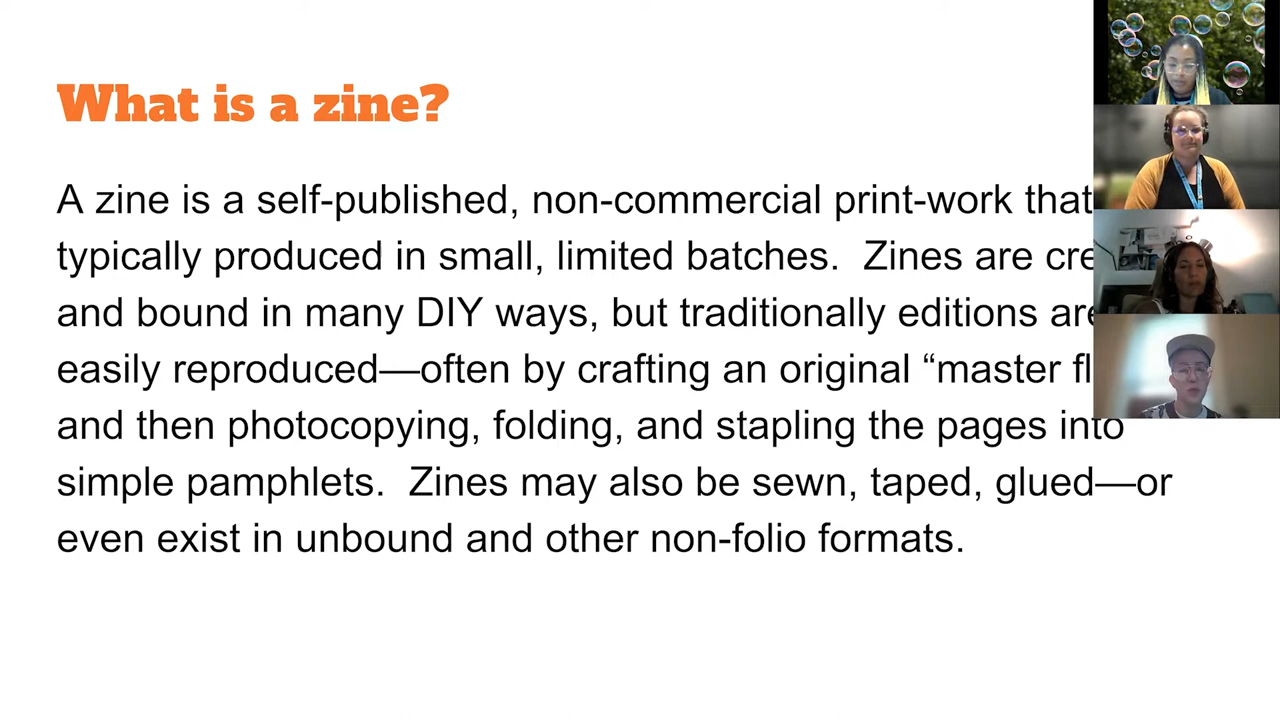 What is a zine?
A zine is a self-published, non-commercial print-work that
typically produced in small, limited batches.  Zines are
and bound in many DIY ways, but traditionally editions are
easily reproduced—often by crafting an original “master
and then photocopying, folding, and stapling the pages into
simple pamphlets.  Zines may also be sewn, taped, glued—or
even exist in unbound and other non-folio formats.